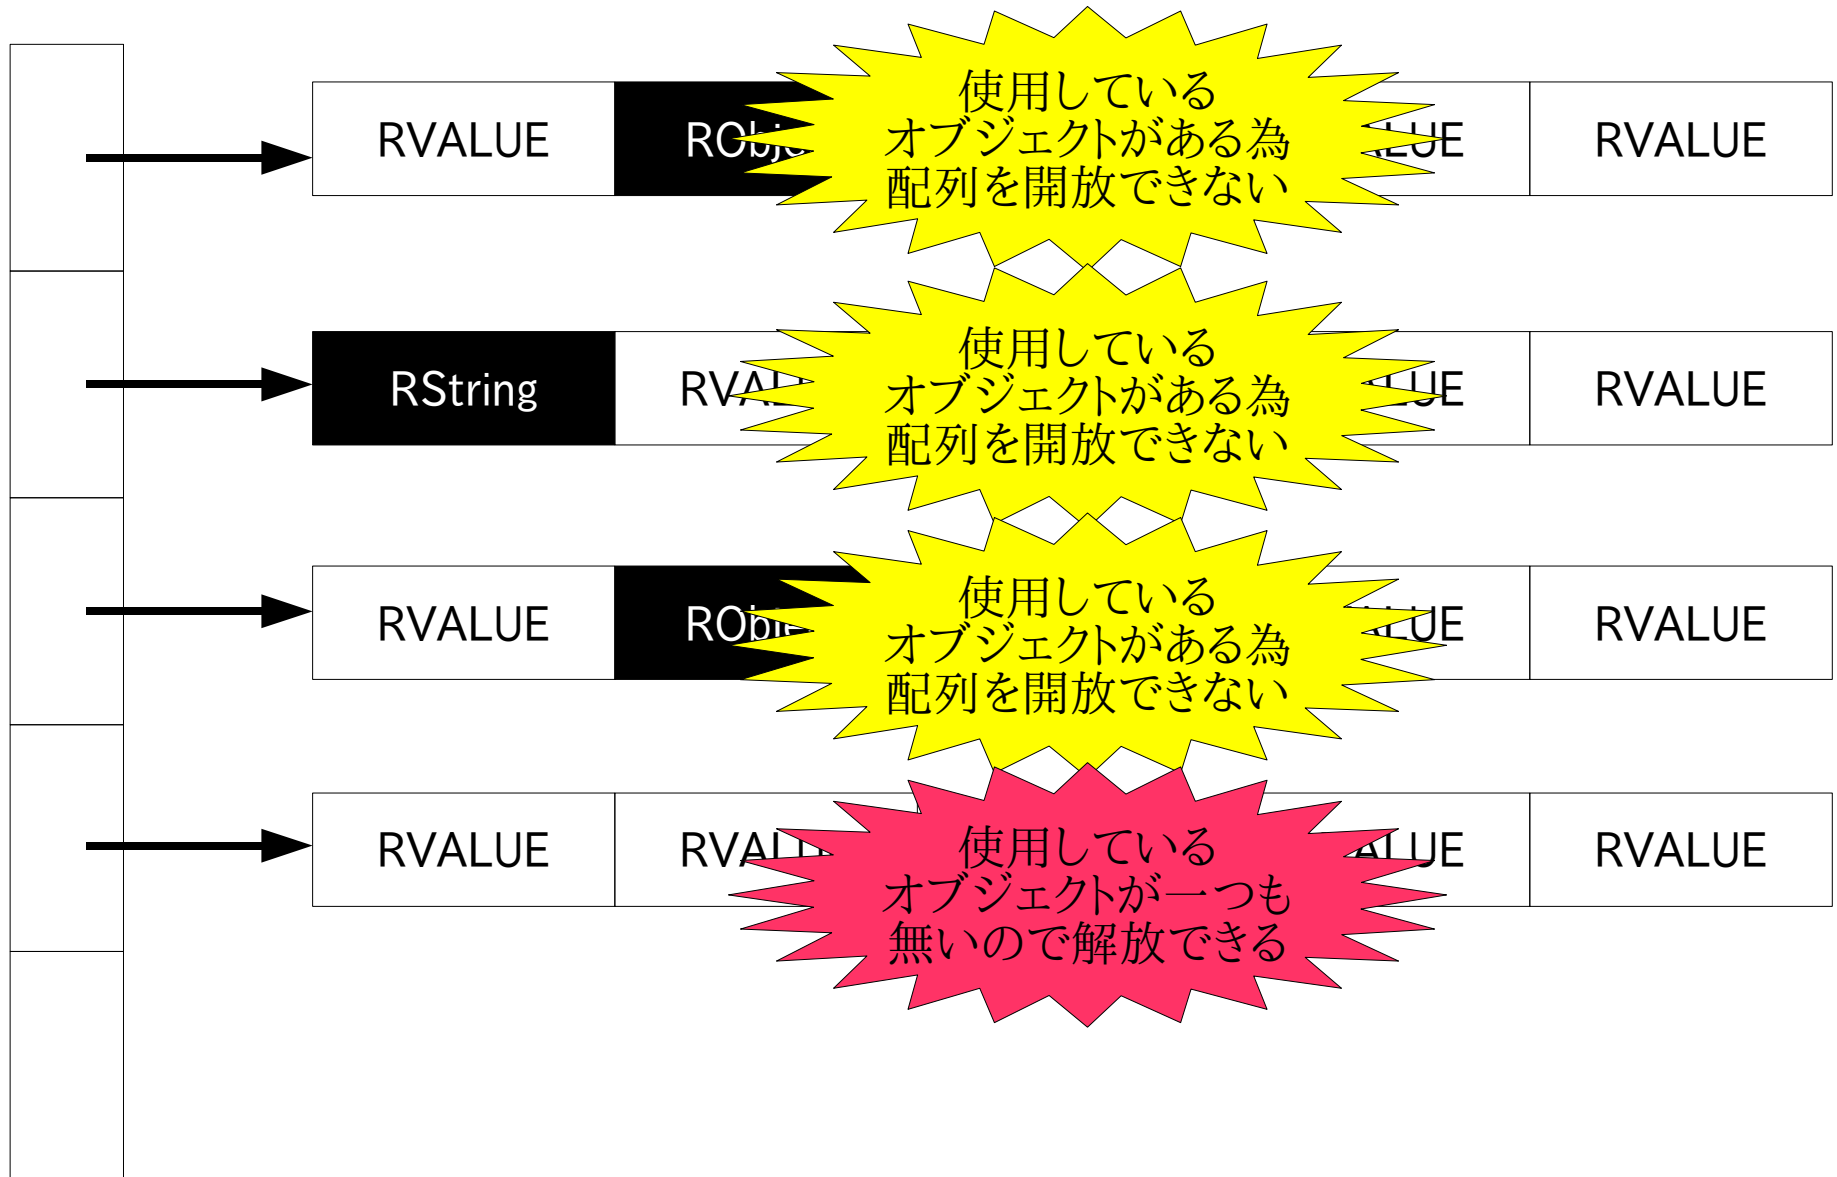 RVALUE
使用している
オブジェクトがある為
配列を開放できない
RVALUE
RString
使用している
オブジェクトがある為
配列を開放できない
RVALUE
RVALUE
使用している
オブジェクトがある為
配列を開放できない
RVALUE
RVALUE
使用している
オブジェクトが一つも
無いので解放できる
RVALUE